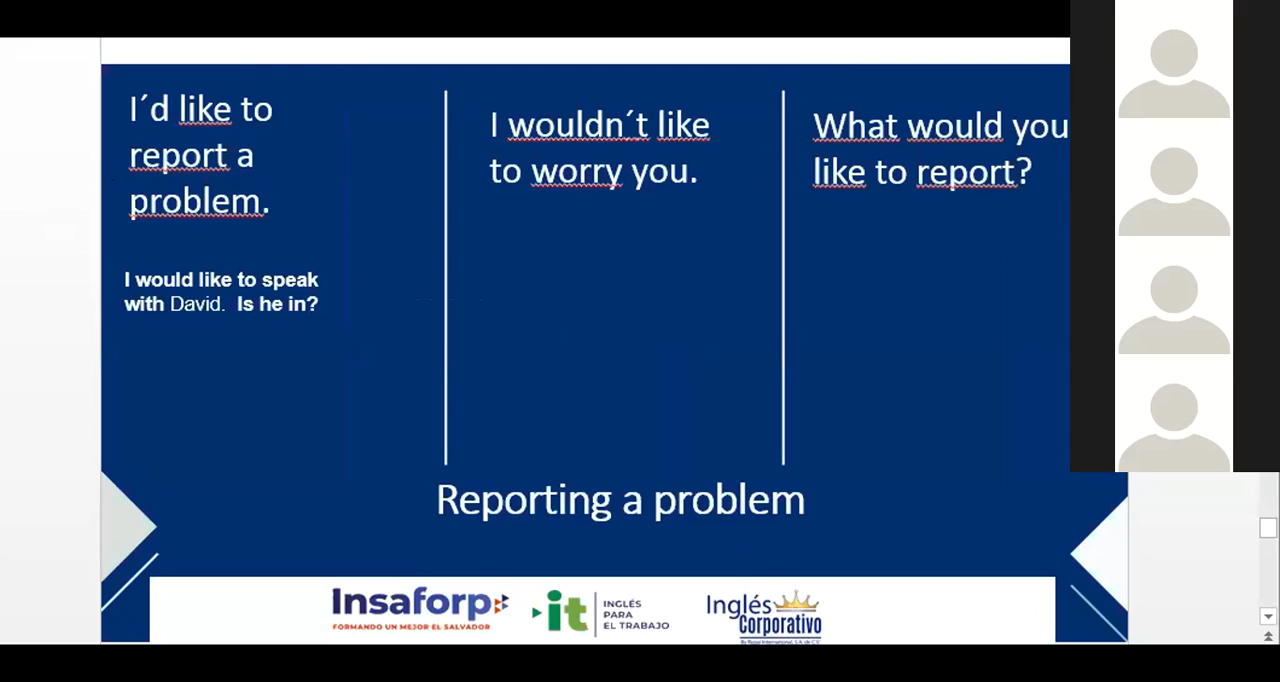 I´d like to
report a
problem.
I would like to speak
with David.  Is he in?
I wouldn´t like
to worry you.
What would you
like to report?
Reporting a problem
Insaforp
FORMANDO UN MEJOR EL SALVADOR
it
INGLÉS
PARA
EL TRABAJO
Inglés
Corporativo